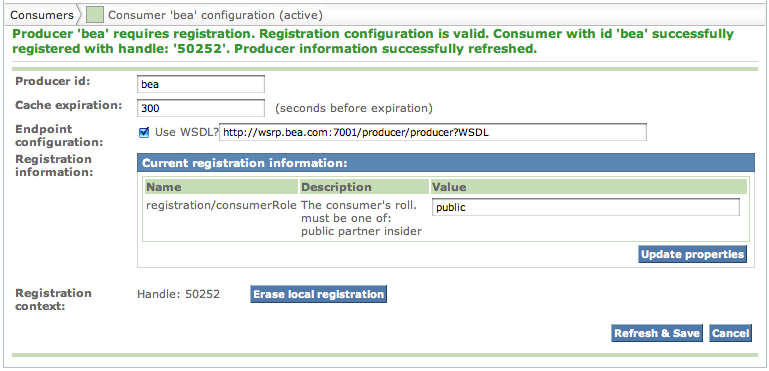 Consumers Consumer 'bea' configuration (active)
Producer 'bea' requires registration. Registration configuration is valid. Consumer with id 'bea' successfully
registered with handle: '50252'. Producer information successfully refreshed.
Producer id: bea
Cache expiration: 300 (seconds before expiration)
Endpoint
configuration: Use WSDL? http://wsrp.bea.com:7001/producer/producer?WSDL
Registration
information:
Current registration information:
Name Description Value
registration/consumerRole The consumer's roll. public
must be one of:
public partner insider
Update properties
Registration
context:
Handle: 50252 Erase local registration
Refresh & Save Cancel